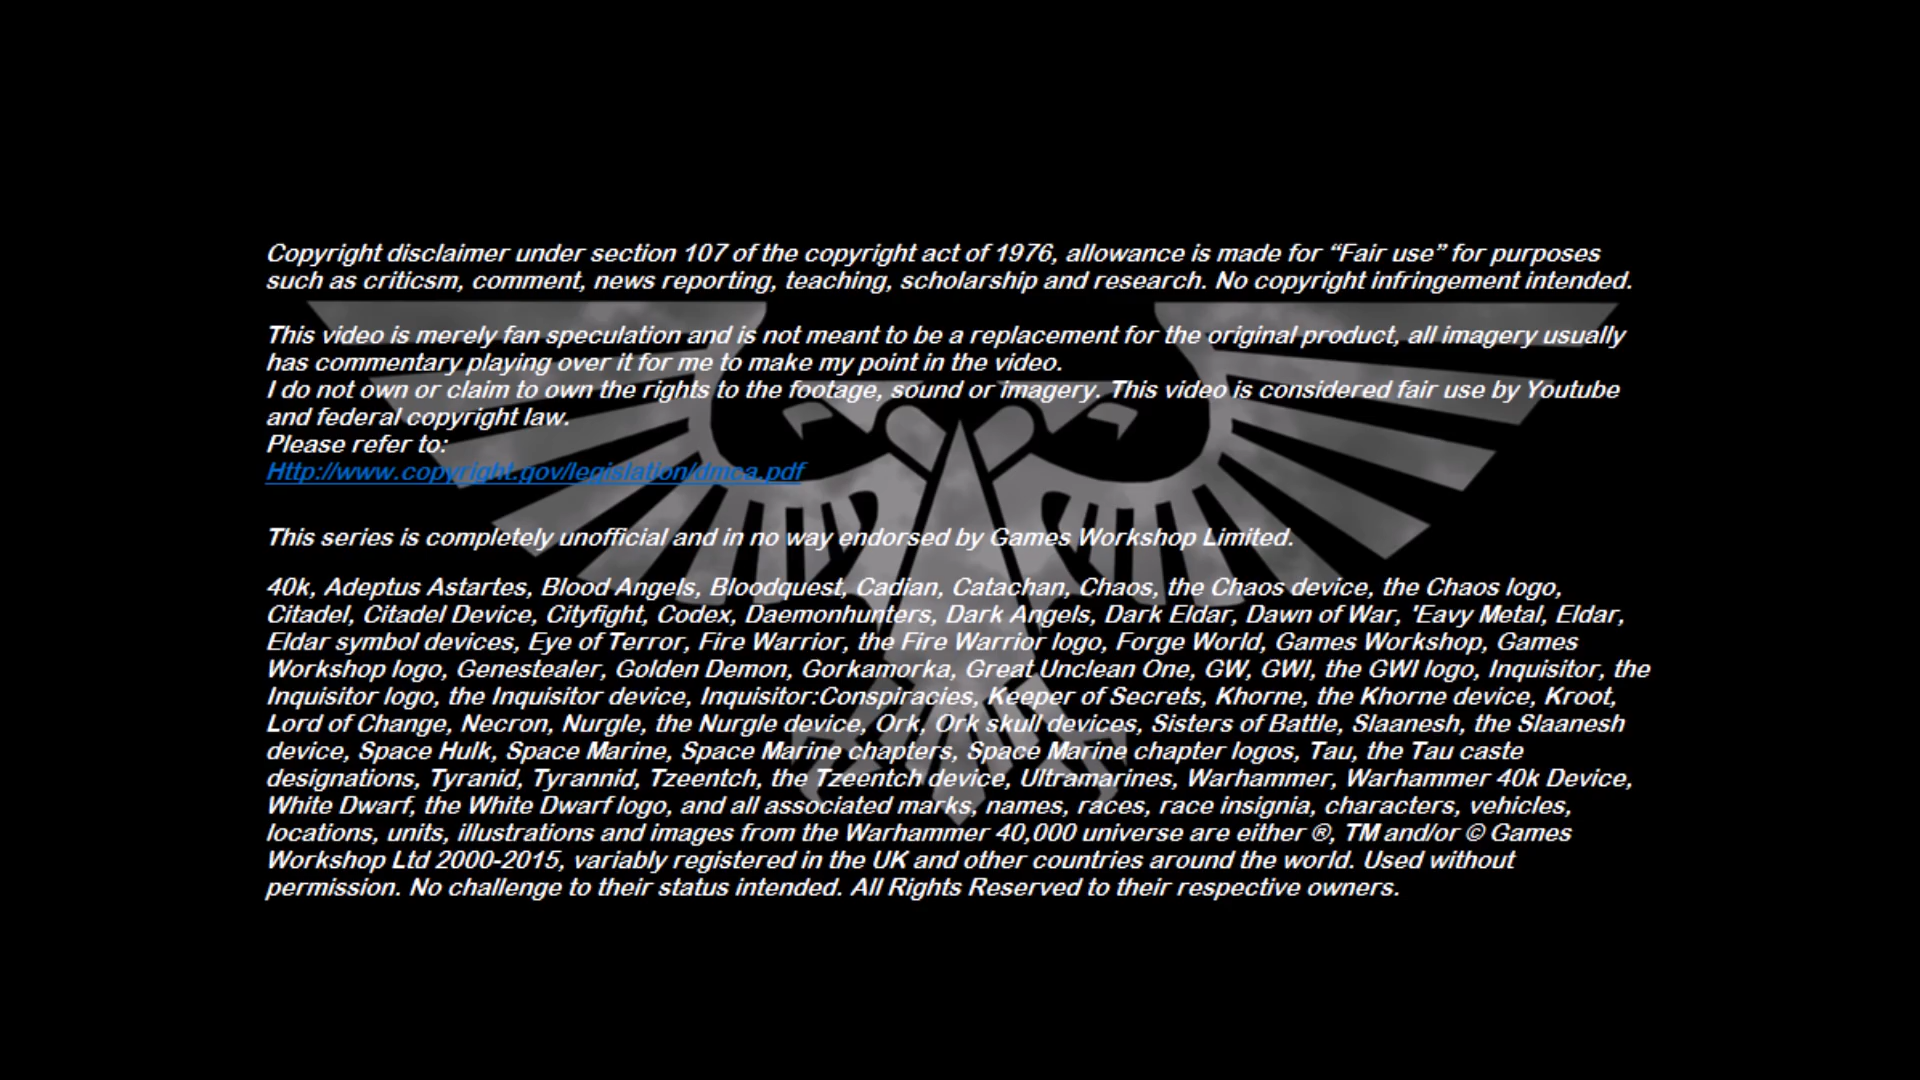 Copyright disclaimer under section 107 of the copyright act of 1976, allowance is made for “Fair use” for purposes
such as criticsm, comment, news reporting, teaching, scholarship and research. No copyright infringement intended.
This video is merely fan speculation and is not meant to be a replacement for the original product, all imagery usually
has commentary playing over it for me to make my point in the video.
I do not own or claim to own the rights to the footage, sound or imagery. This video is considered fair use by Youtube
and federal copyright law.
Please refer to:
Http://www.copyright.gov/legislation/dmca.pdf
This series is completely unofficial and in no way endorsed by Games Workshop Limited.
40k, Adeptus Astartes, Blood Angels, Bloodquest, Cadian, Catachan, Chaos, the Chaos device, the Chaos logo,
Citadel, Citadel Device, Cityfight, Codex, Daemonhunters, Dark Angels, Dark Eldar, Dawn of War, 'Eavy Metal, Eldar,
Eldar symbol devices, Eye of Terror, Fire Warrior, the Fire Warrior logo, Forge World, Games Workshop, Games
Workshop logo, Genestealer, Golden Demon, Gorkamorka, Great Unclean One, GW, GWI, the GWI logo, Inquisitor, the
Inquisitor logo, the Inquisitor device, Inquisitor:Conspiracies, Keeper of Secrets, Khorne, the Khorne device, Kroot,
Lord of Change, Necron, Nurgle, the Nurgle device, Ork, Ork skull devices, Sisters of Battle, Slaanesh, the Slaanesh
device, Space Hulk, Space Marine, Space Marine chapters, Space Marine chapter logos, Tau, the Tau caste
designations, Tyranid, Tyrannid, Tzeentch, the Tzeentch device, Ultramarines, Warhammer, Warhammer 40k Device,
White Dwarf, the White Dwarf logo, and all associated marks, names, races, race insignia, characters, vehicles,
locations, units, illustrations and images from the Warhammer 40,000 universe are either ®, TM and/or © Games
Workshop Ltd 2000-2015, variably registered in the UK and other countries around the world. Used without
permission. No challenge to their status intended. All Rights Reserved to their respective owners.